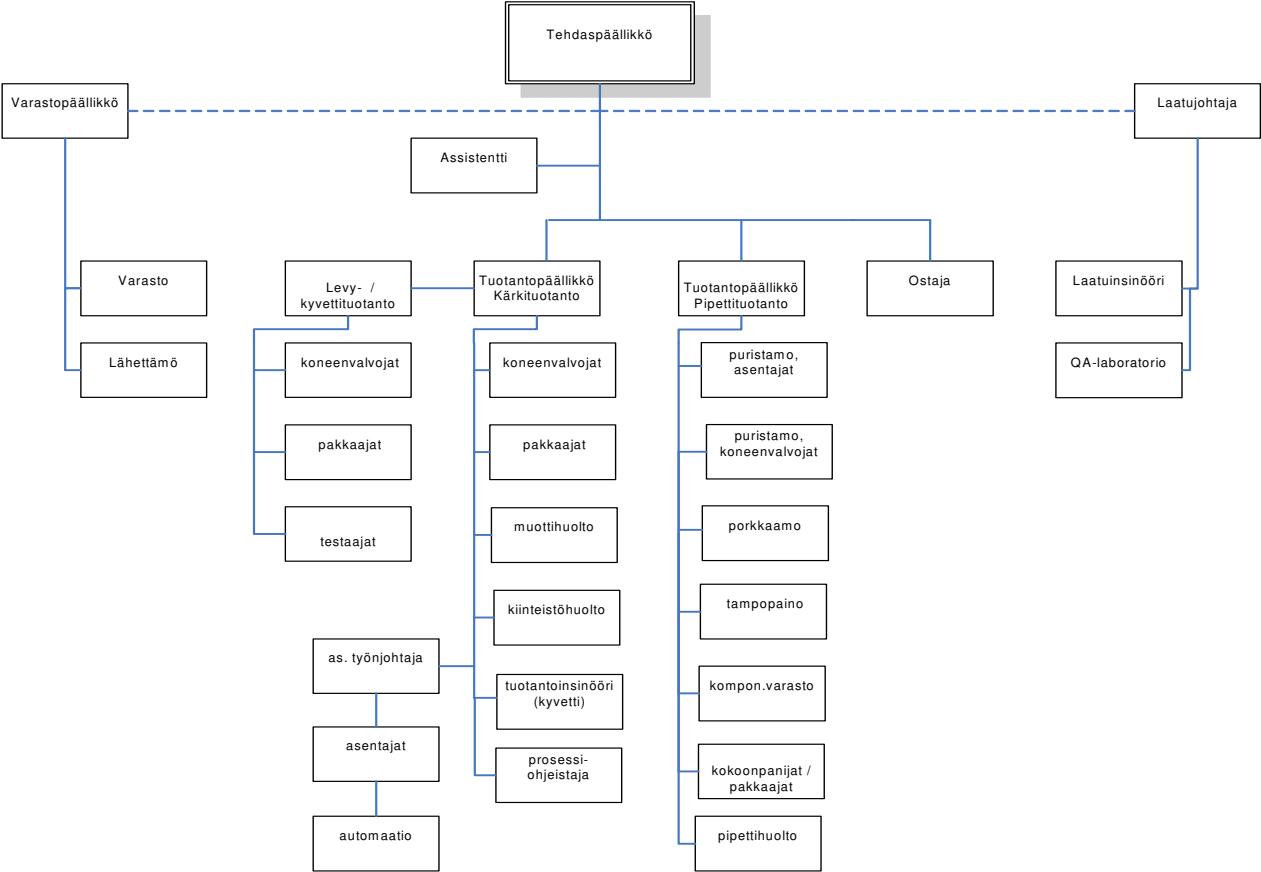 Tehdaspäällikkö
Varastopäällikkö
Laatujohtaja
Assistentti
Varasto
Levy-  /
kyvettituotanto
Tuotantopäällikkö
Kärkituotanto
Tuotantopäällikkö
Pipettituotanto
Ostaja
Laatuinsinööri
Lähettämö
koneenvalvojat
koneenvalvojat
puristamo,
asentajat
QA-laboratorio
pakkaajat
pakkaajat
puristamo,
koneenvalvojat
testaajat
muottihuolto
porkkaamo
kiinteistöhuolto
tampopaino
as. työnjohtaja
tuotantoinsinööri
(kyvetti)
kompon.varasto
asentajat
prosessi-
ohjeistaja
kokoonpanijat /
pakkaajat
automaatio
pipettihuolto